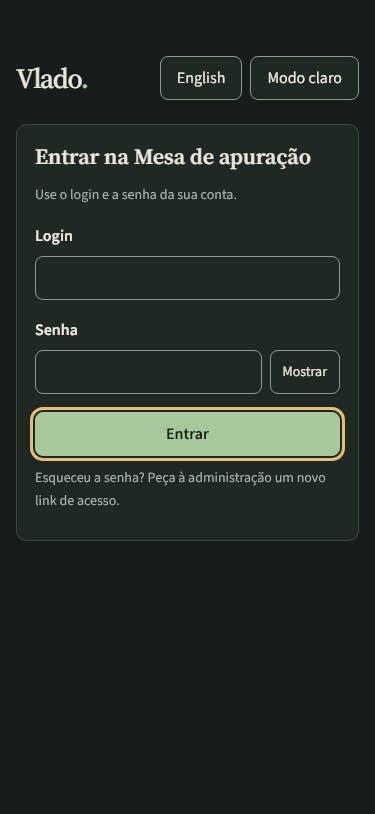 Vlado.
English
Modo claro
Entrar na Mesa de apuração
Use o login e a senha da sua conta.
Login
Senha
Mostrar
Entrar
Esqueceu a senha? Peça à administração um novo
link de acesso.